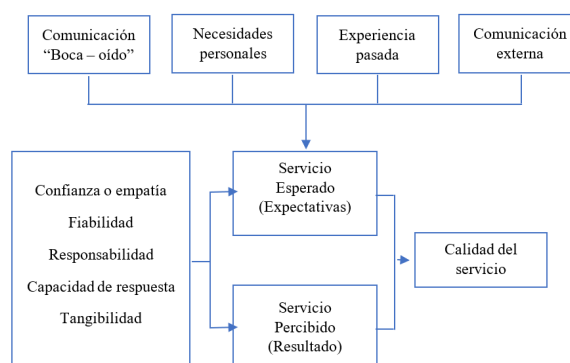 Comunicación
“Boca – oído”
Necesidades
personales
Experiencia
pasada
Comunicación
externa
Confianza o empatía
Fiabilidad
Responsabilidad
Capacidad de respuesta
Tangibilidad
Servicio
Esperado
(Expectativas)
Servicio
Percibido
(Resultado)
Calidad del
servicio